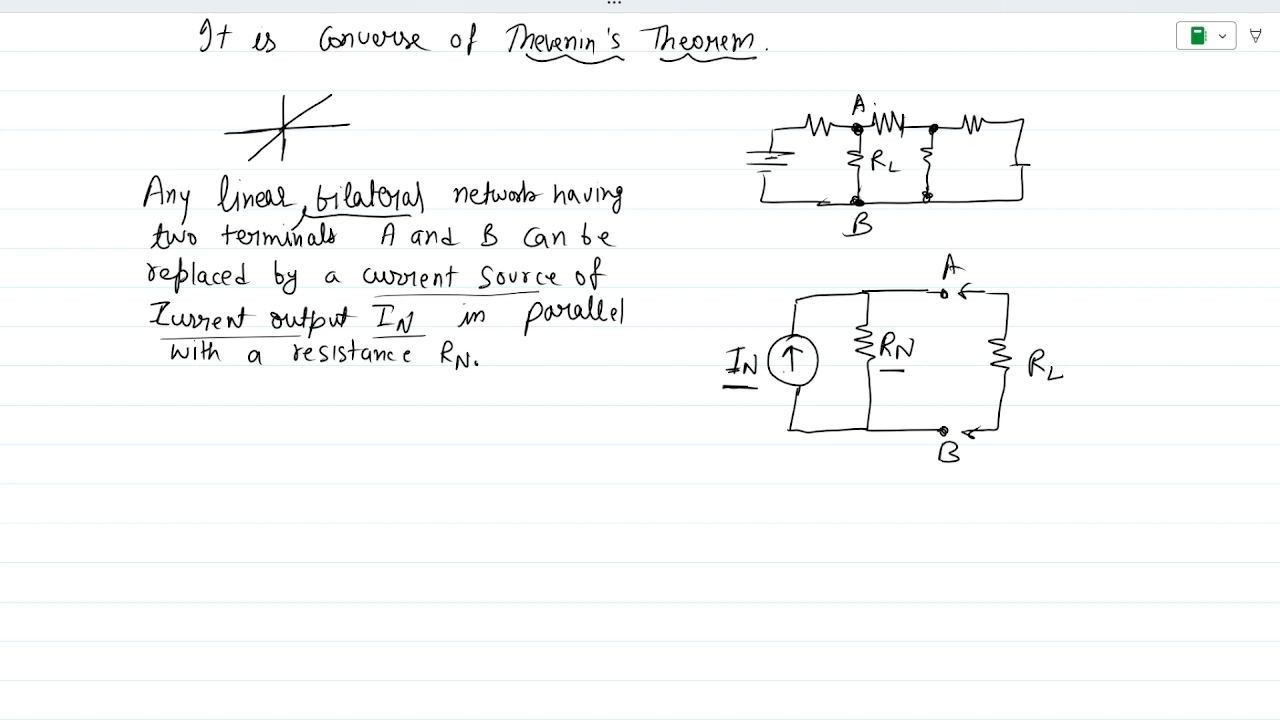 It is converse of Thevenin's Theorem.
Any linear, bilateral network having
two terminals A and B can be
replaced by a current source of
Current output IN in parallel
with a resistance RN.
A
RL
B
A
IN
RN
RL
B